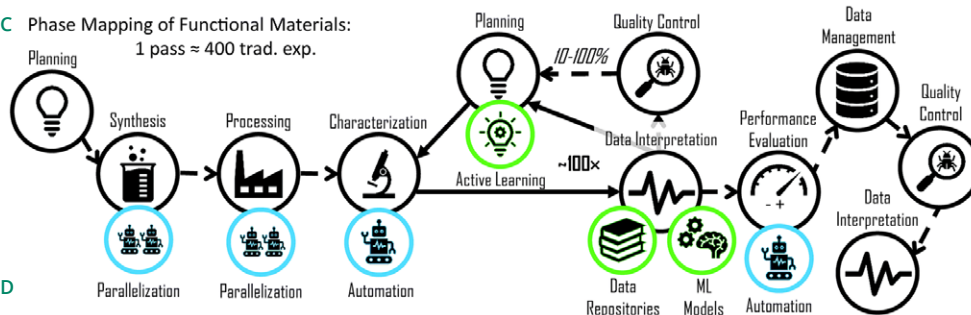 C Phase Mapping of Functional Materials:
1 pass ≈ 400 trad. exp.
Planning
Synthesis
Processing
Characterization
Planning
Quality Control
10-100%
Data Interpretation
~100×
Active Learning
Performance
Evaluation
Data
Management
Quality
Control
Data
Interpretation
- +
Parallelization
Parallelization
Automation
Data
Repositories
ML
Models
Automation
D